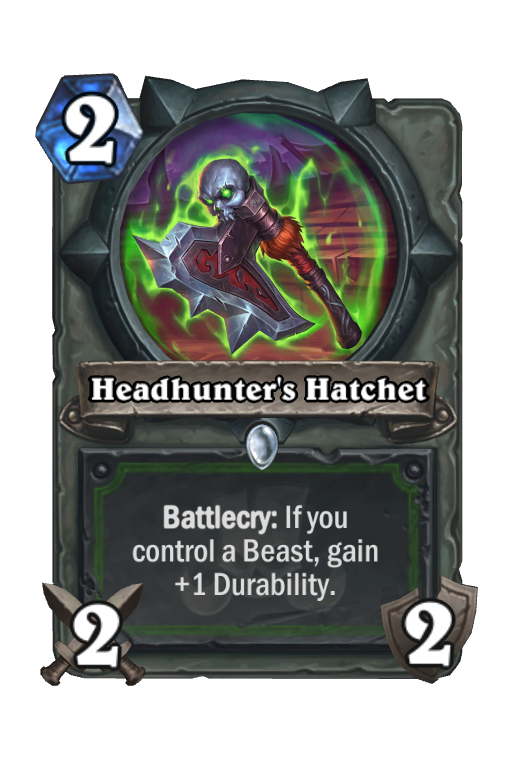 2
Headhunter's Hatchet
Battlecry: If you
control a Beast, gain
+1 Durability.
2
2